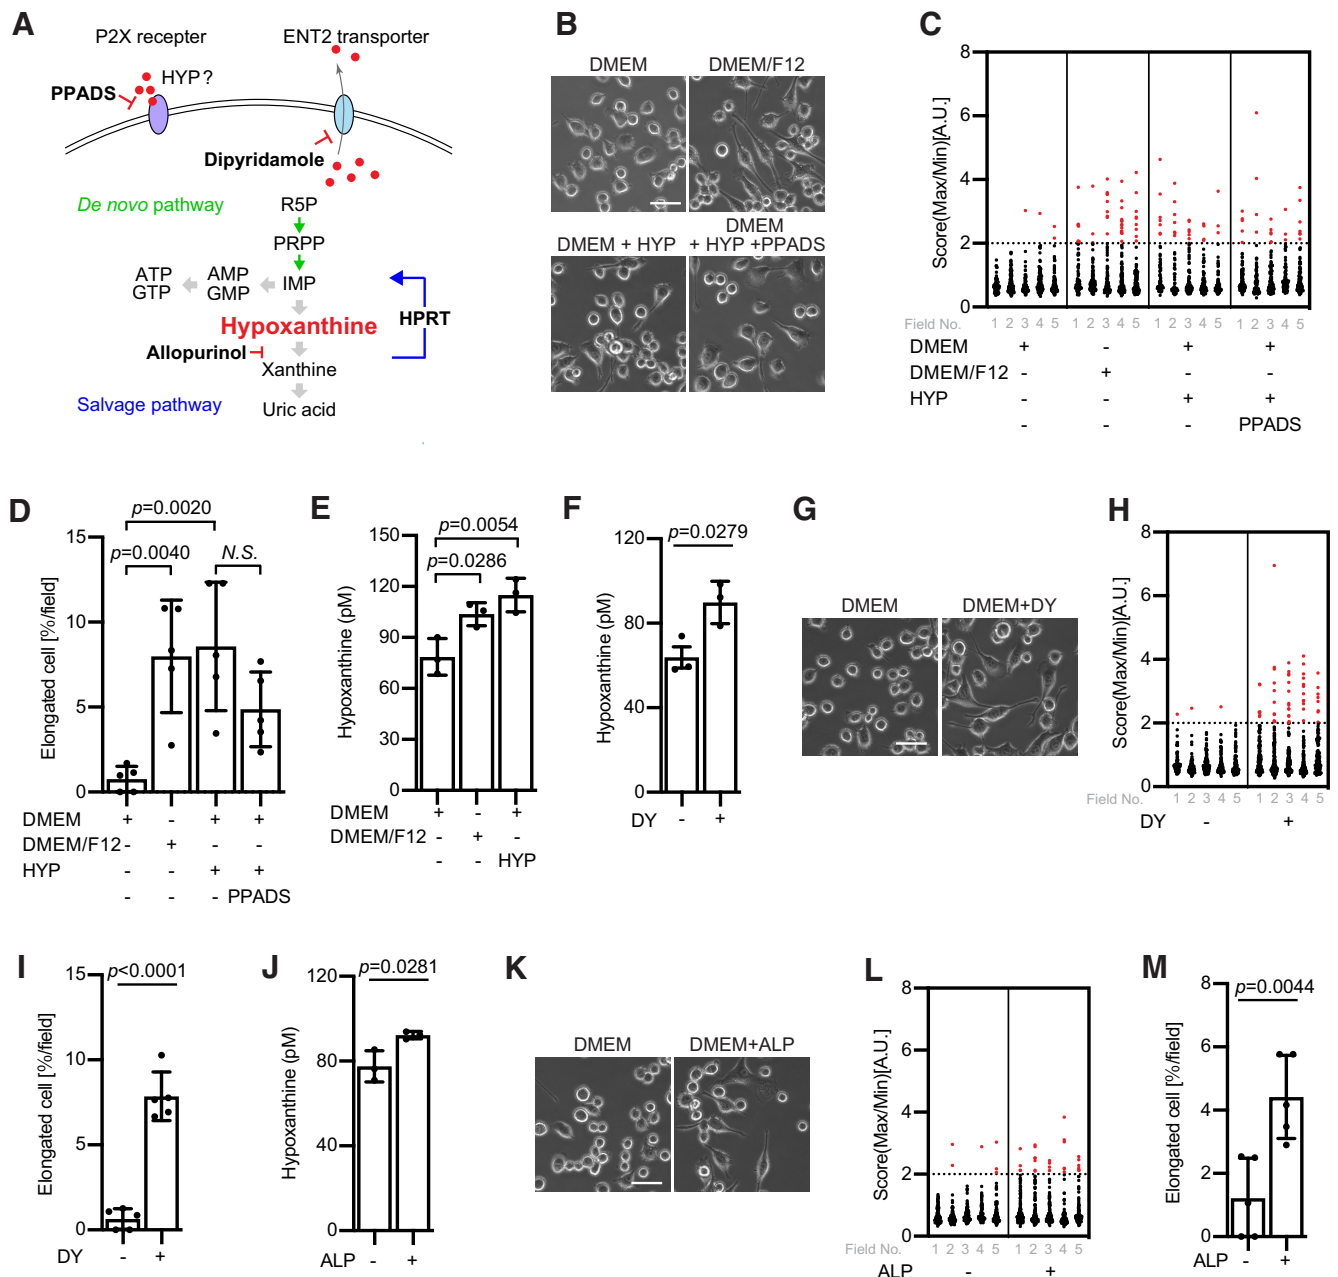 A
P2X recepter
ENT2 transporter
HYP?
PPADS
Dipyridamole
De novo pathway
R5P
PRPP
ATP
GTP
AMP
GMP
IMP
Hypoxanthine
HPRT
Allopurinol
Xanthine
Salvage pathway
Uric acid
B
DMEM
DMEM/F12
DMEM + HYP
DMEM
+ HYP +PPADS
C
Score(Max/Min)[A.U.]
8
6
4
2
0
Field No. 1 2 3 4 5 1 2 3 4 5 1 2 3 4 5 1 2 3 4 5
DMEM + - + +
DMEM/F12 - + - -
HYP - - + +
- - - PPADS
D
p=0.0020
p=0.0040
N.S.
Elongated cell [%/field]
15
10
5
0
DMEM + - + +
DMEM/F12 - + - -
HYP - - + +
- - - PPADS
E
p=0.0054
p=0.0286
Hypoxanthine (pM)
150
120
90
60
30
0
DMEM + - +
DMEM/F12 - + -
- - HYP
F
p=0.0279
Hypoxanthine (pM)
120
80
40
0
DY - +
G
DMEM
DMEM+DY
H
Score(Max/Min)[A.U.]
8
6
4
2
0
Field No. 1 2 3 4 5 1 2 3 4 5
DY - +
I
p<0.0001
Elongated cell [%/field]
15
10
5
0
DY - +
J
p=0.0281
Hypoxanthine (pM)
120
80
40
0
ALP - +
K
DMEM
DMEM+ALP
L
Score(Max/Min)[A.U.]
8
6
4
2
0
Field No. 1 2 3 4 5 1 2 3 4 5
ALP - +
M
p=0.0044
Elongated cell [%/field]
8
6
4
2
0
ALP - +